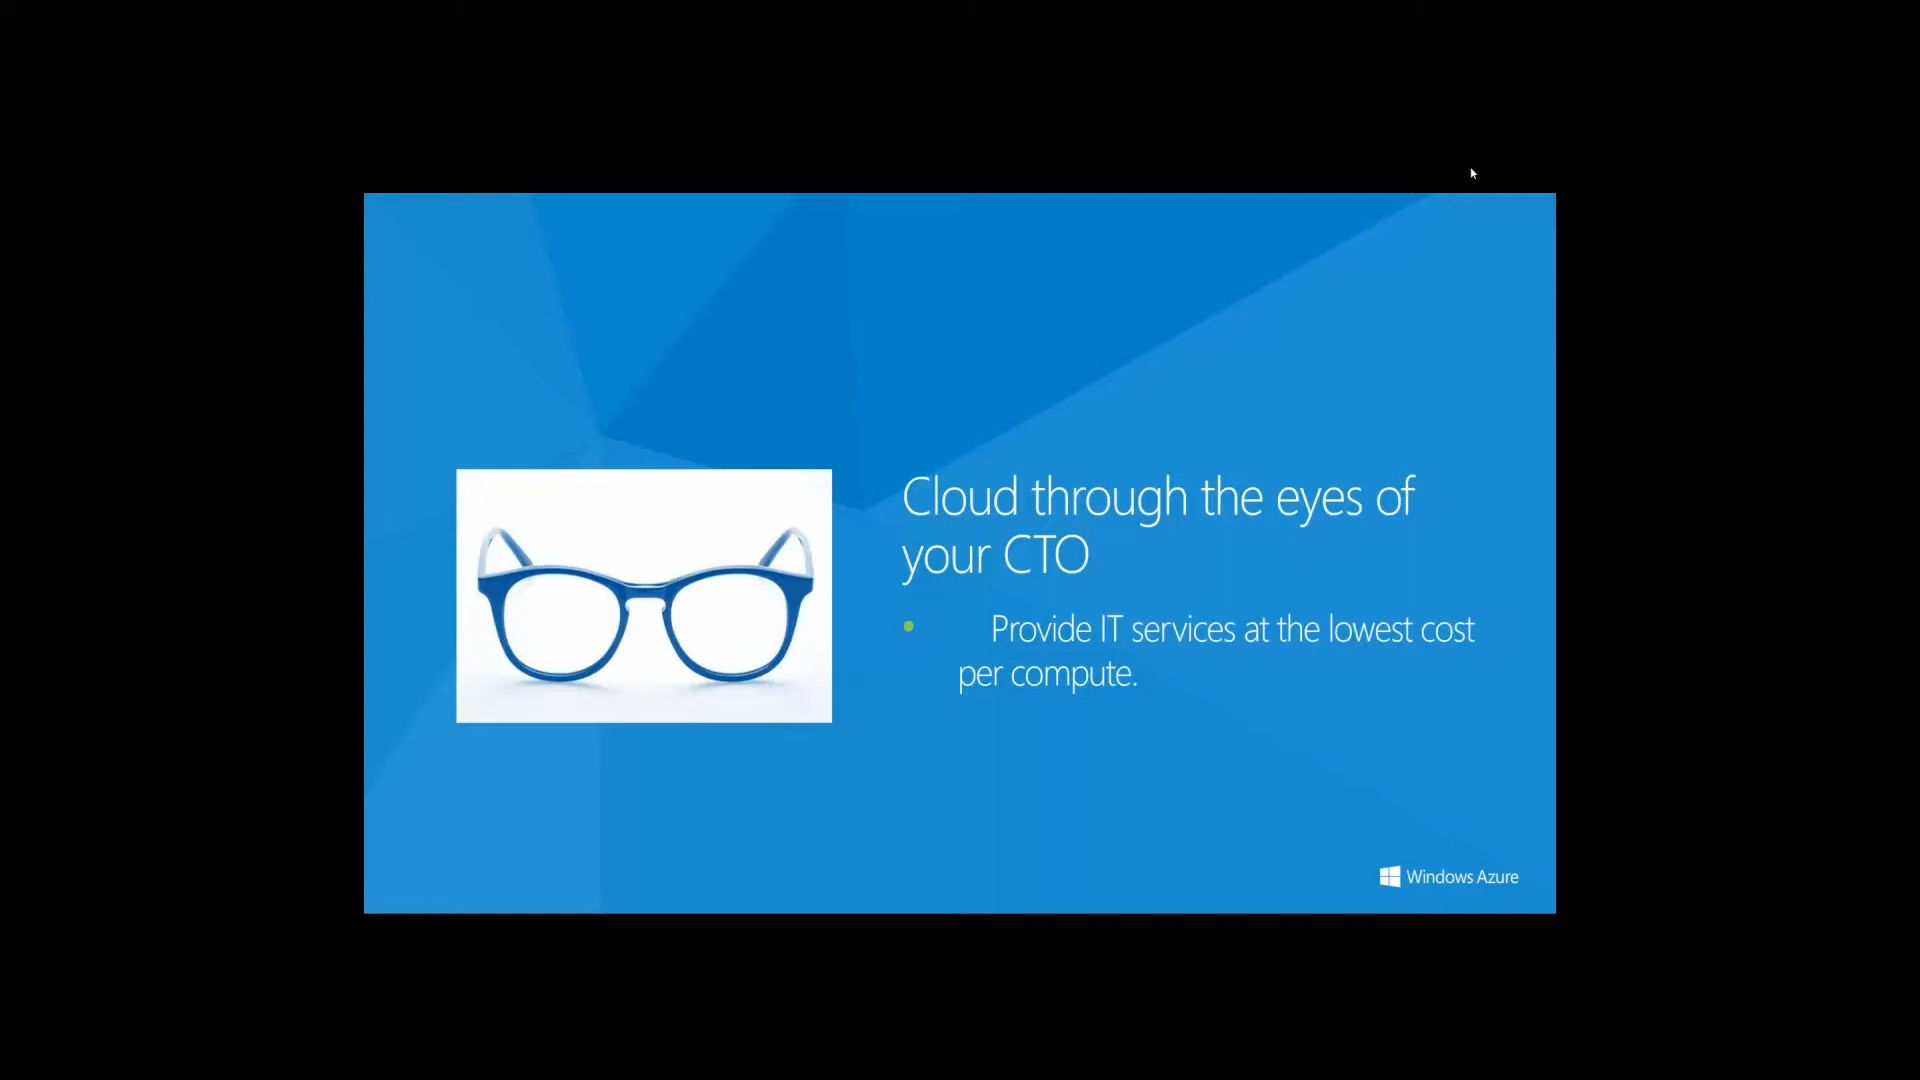 Cloud through the eyes of
your CTO
• Provide IT services at the lowest cost
per compute.
Windows Azure